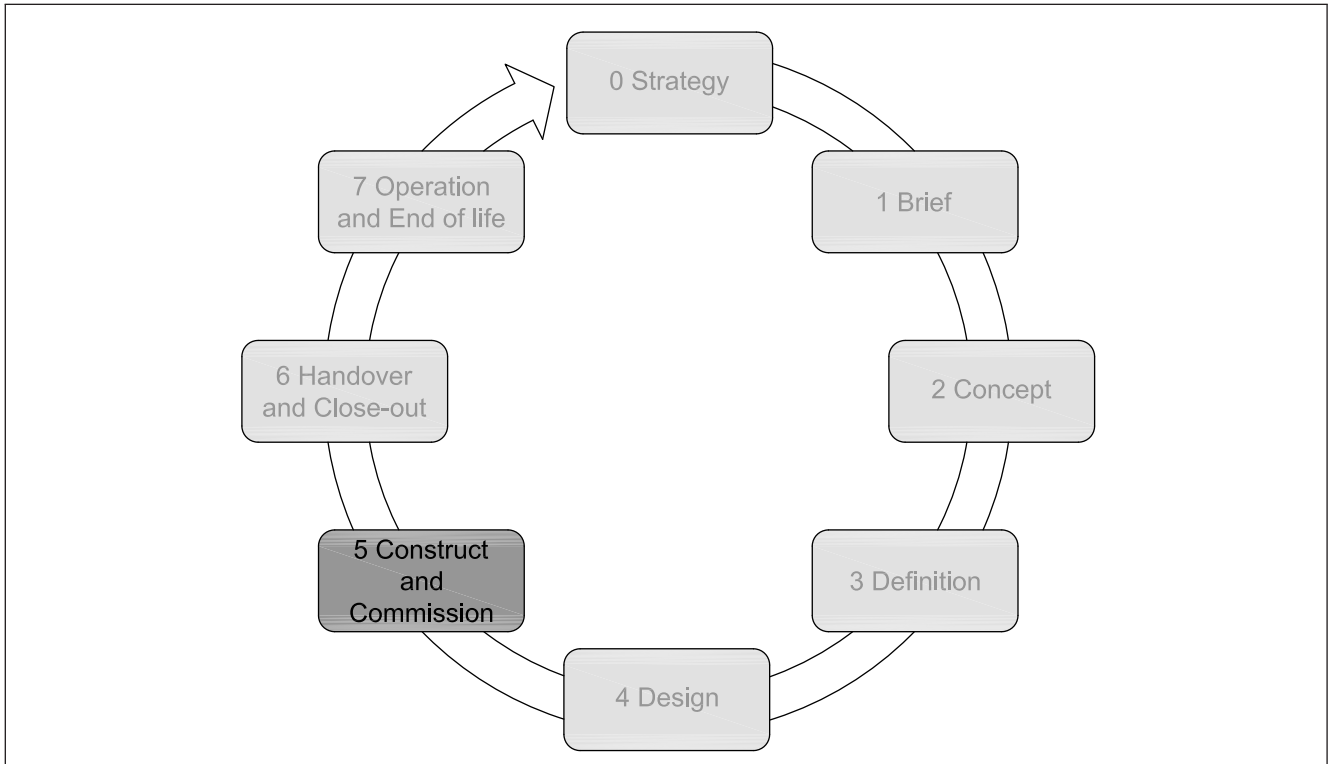 0 Strategy
1 Brief
2 Concept
3 Definition
4 Design
5 Construct
and
Commission
6 Handover
and Close-out
7 Operation
and End of life